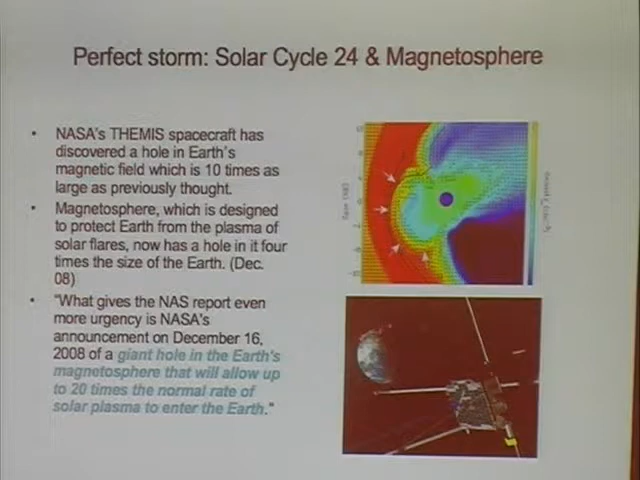 Perfect storm: Solar Cycle 24 & Magnetosphere
• NASA's THEMIS spacecraft has
discovered a hole in Earth's
magnetic field which is 10 times as
large as previously thought.
• Magnetosphere, which is designed
to protect Earth from the plasma of
solar flares, now has a hole in it four
times the size of the Earth. (Dec.
08)
• "What gives the NAS report even
more urgency is NASA's
announcement on December 16,
2008 of a giant hole in the Earth's
magnetosphere that will allow up
to 20 times the normal rate of
solar plasma to enter the Earth."